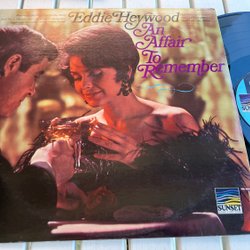 Eddie Heywood
An
Affair
To
Remember
SUNSET